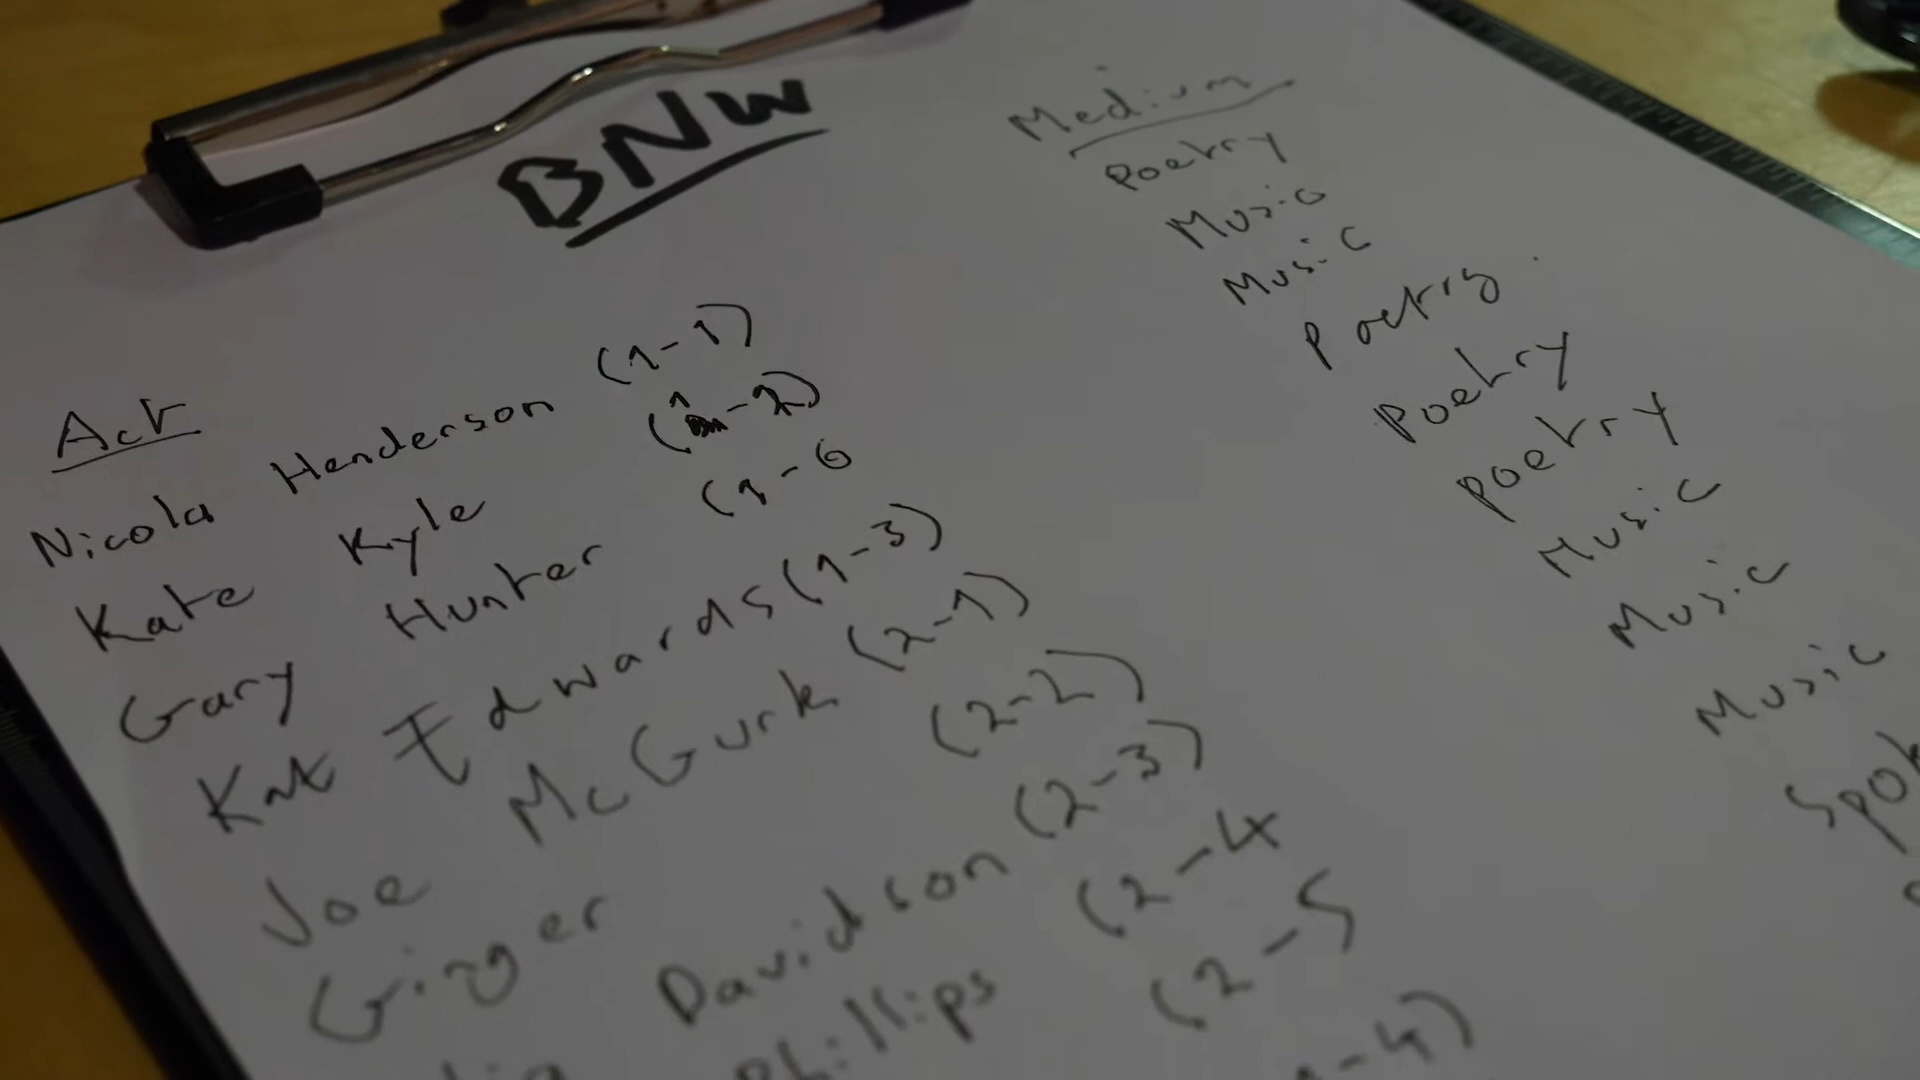 BNW
Act Medium
Nicola Henderson (1-1) Poetry
Kate Kyle (1-2) Music
Gary Hunter (1-6 Music
Kat Edwards (1-3) Poetry
Joe McGurk (2-1) Poetry
Ginger (2-2) Poetry
Davidson (2-3) Music
Phillips (2-4 Music
(2-5 Music
-4) Spok